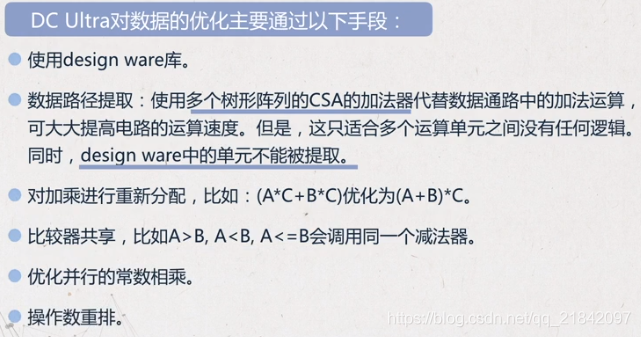 DC Ultra对数据的优化主要通过以下手段：
使用design ware库。
数据路径提取：使用多个树形阵列的CSA的加法器代替数据通路中的加法运算，
可大大提高电路的运算速度。但是，这只适合多个运算单元之间没有任何逻辑。
同时，design ware中的单元不能被提取。
对加乘进行重新分配，比如：(A*C+B*C)优化为(A+B)*C。
比较器共享，比如A>B, A<B, A<=B会调用同一个减法器。
优化并行的常数相乘。
操作数重排。
https://blog.csdn.net/qq_21842097